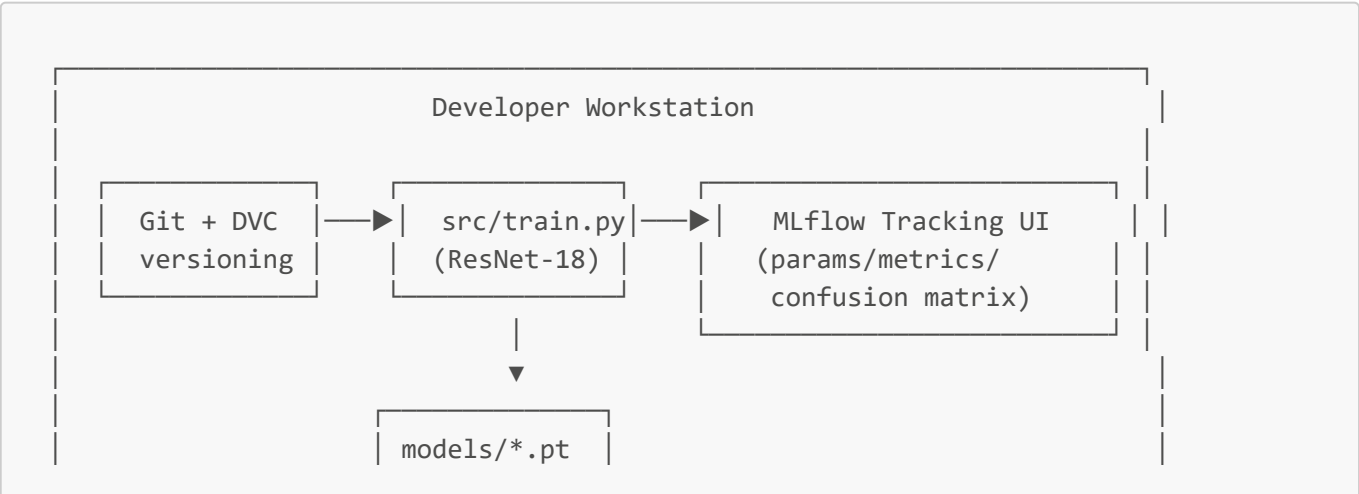 Developer Workstation
Git + DVC src/train.py MLflow Tracking UI
versioning (ResNet-18) (params/metrics/
confusion matrix)
models/*.pt